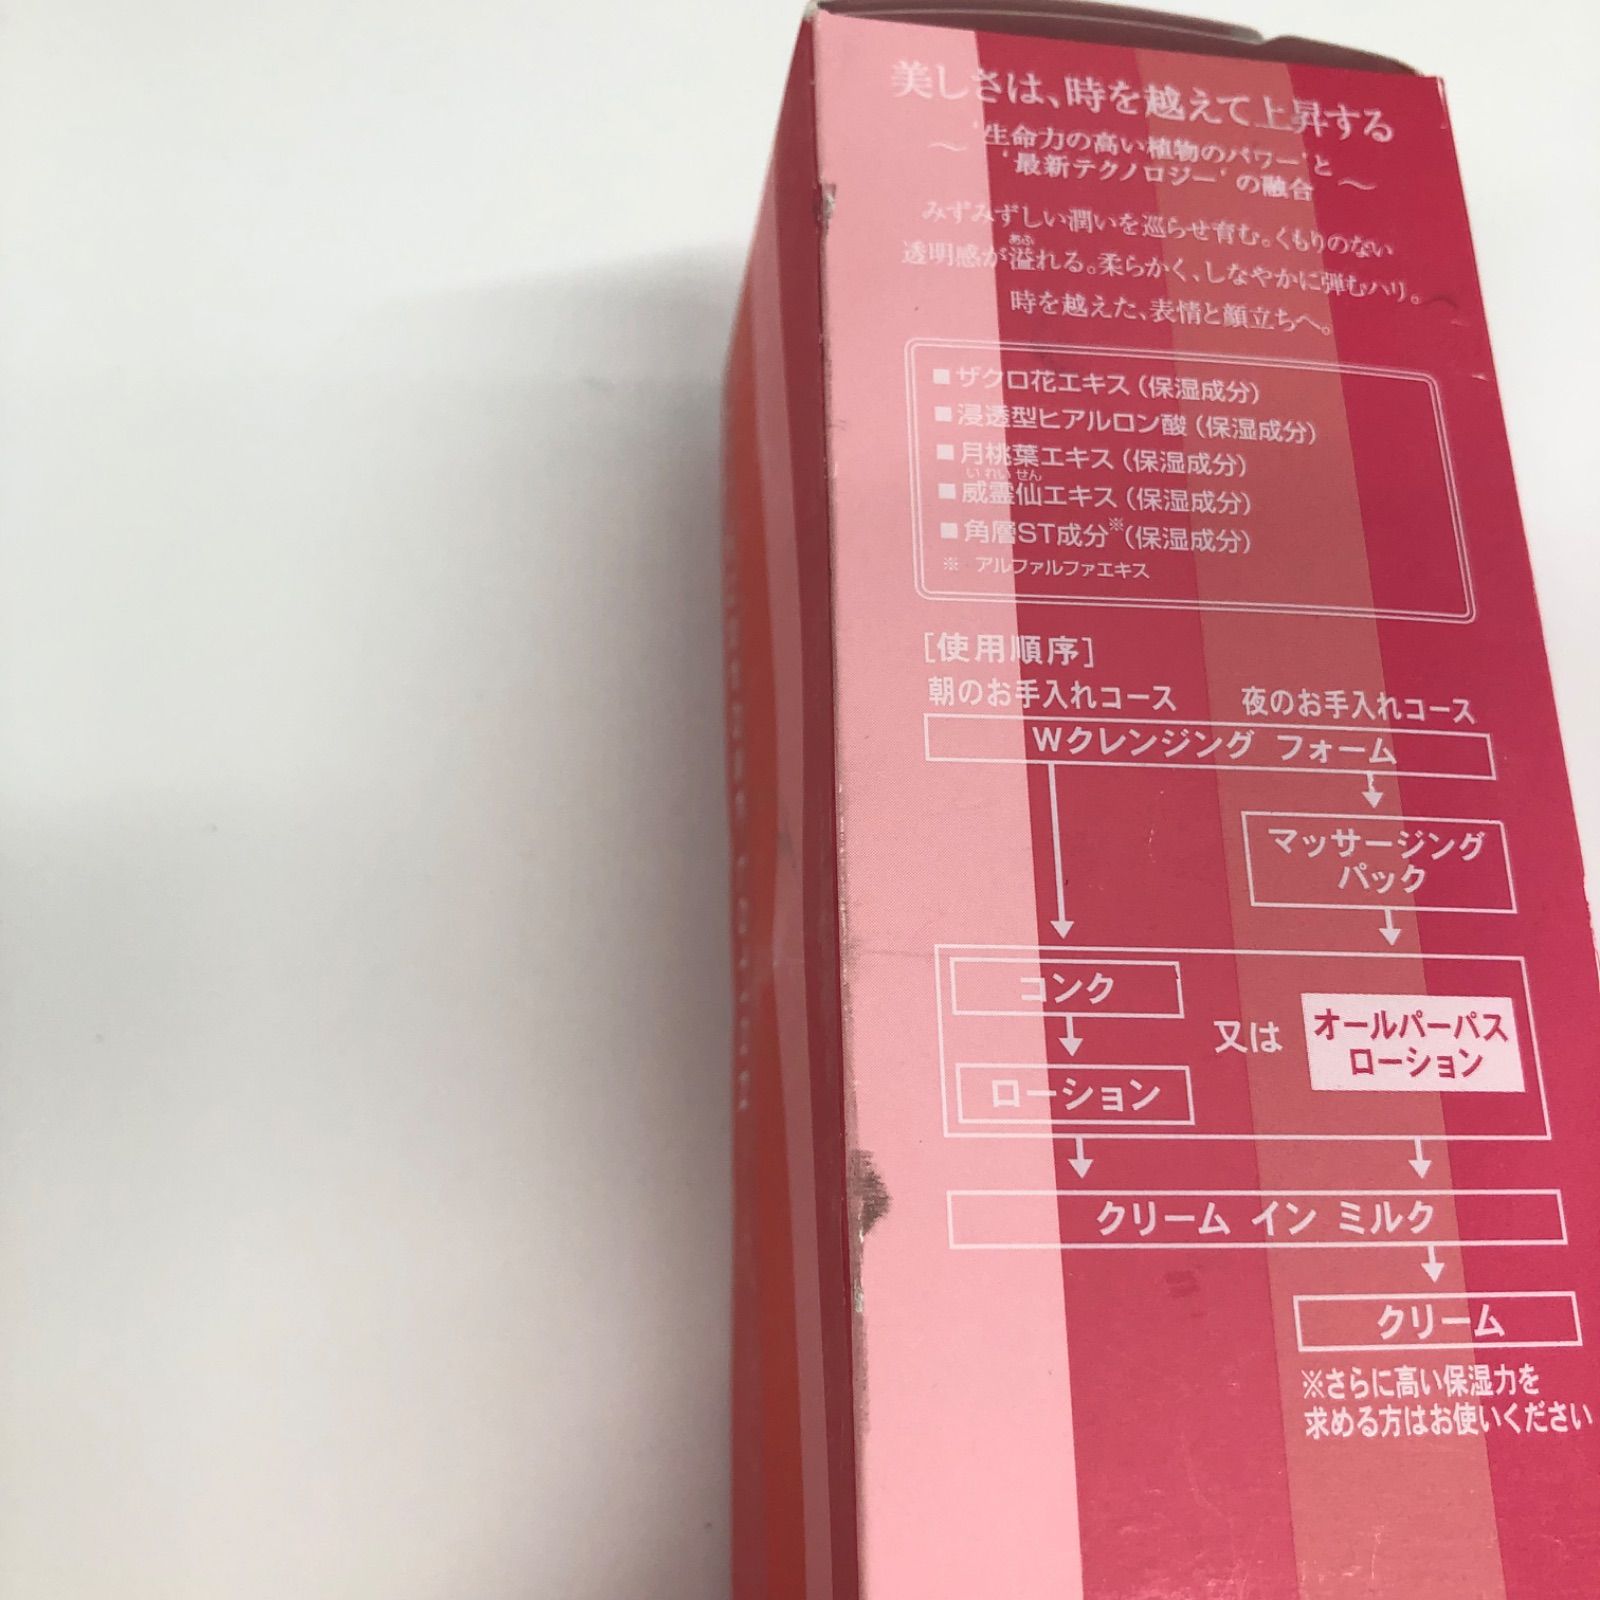 美しさは、時を越えて上昇する
～ ‘生命力の高い植物のパワー’と
‘最新テクノロジー’の融合 ～
みずみずしい潤いを巡らせ育む。くもりのない
あふ
透明感が溢れる。柔らかく、しなやかに弾むハリ。
時を越えた、表情と顔立ちへ。
■ザクロ花エキス（保湿成分）
■浸透型ヒアルロン酸（保湿成分）
■月桃葉エキス（保湿成分）
いれいせん
■威霊仙エキス（保湿成分）
■角層ST成分※（保湿成分）
※ アルファルファエキス
［使用順序］
朝のお手入れコース 夜のお手入れコース
Wクレンジング フォーム
マッサージング
パック
コンク
又は
オールパーパス
ローション
ローション
クリーム イン ミルク
クリーム
※さらに高い保湿力を
求める方はお使いください